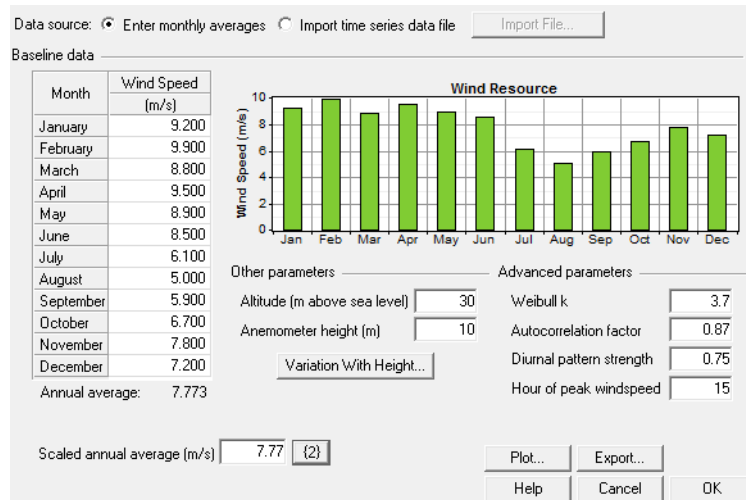 Data source: Enter monthly averages Import time series data file Import File...
Baseline data
Month Wind Speed
(m/s)
January 9.200
February 9.900
March 8.800
April 9.500
May 8.900
June 8.500
July 6.100
August 5.000
September 5.900
October 6.700
November 7.800
December 7.200
Annual average: 7.773
Wind Resource
Wind Speed (m/s)
10
8
6
4
2
0
Jan Feb Mar Apr May Jun Jul Aug Sep Oct Nov Dec
Other parameters
Altitude (m above sea level) 30
Anemometer height (m) 10
Variation With Height...
Advanced parameters
Weibull k 3.7
Autocorrelation factor 0.87
Diurnal pattern strength 0.75
Hour of peak windspeed 15
Scaled annual average (m/s) 7.77 {2}
Plot... Export...
Help Cancel OK